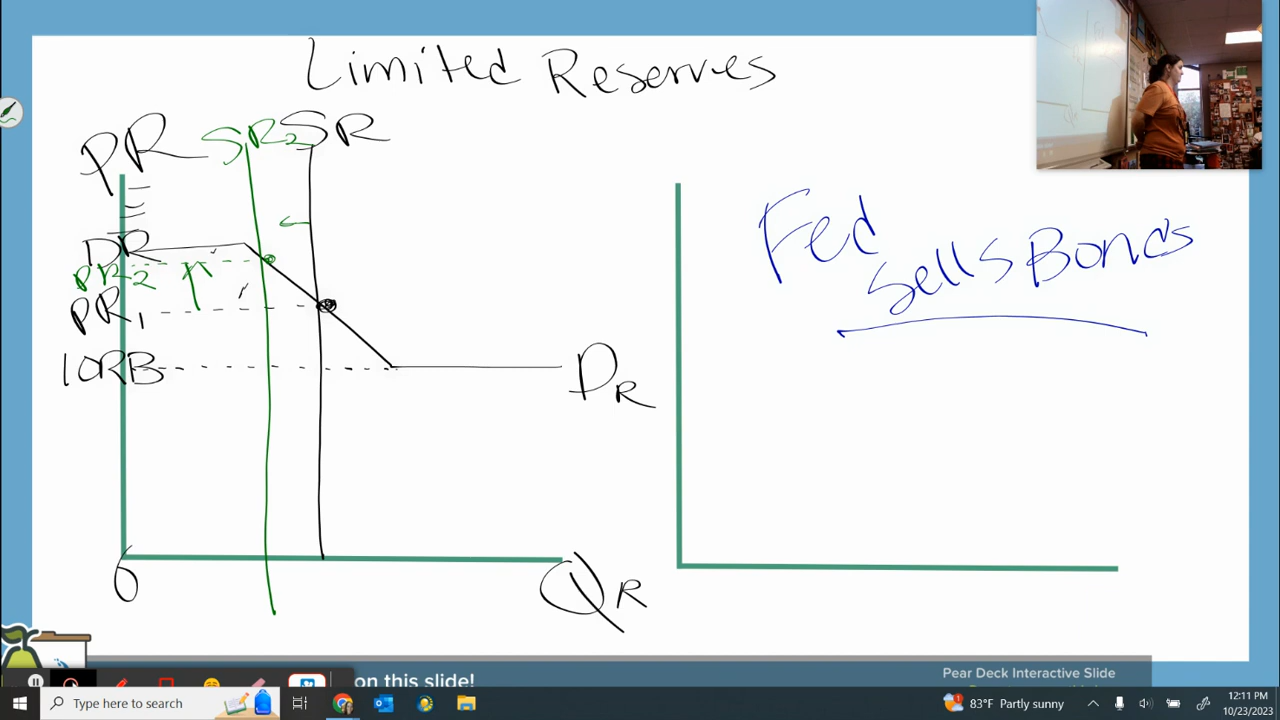 Limited Reserves
PR
SR2
SR
DR
PR2
PR1
IORB
DR
0
QR
Fed
Sells Bonds
on this slide!
Pear Deck Interactive Slide
Type here to search
83°F Partly sunny
12:11 PM
10/23/2023